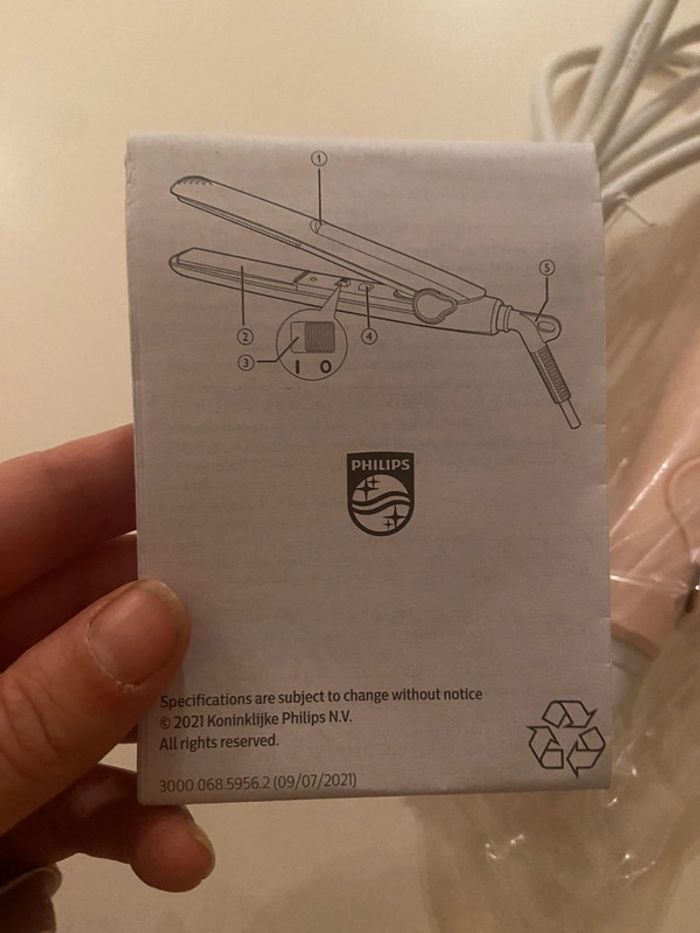 1
5
2
4
3
I O
PHILIPS
Specifications are subject to change without notice
© 2021 Koninklijke Philips N.V.
All rights reserved.
3000.068.5956.2 (09/07/2021)